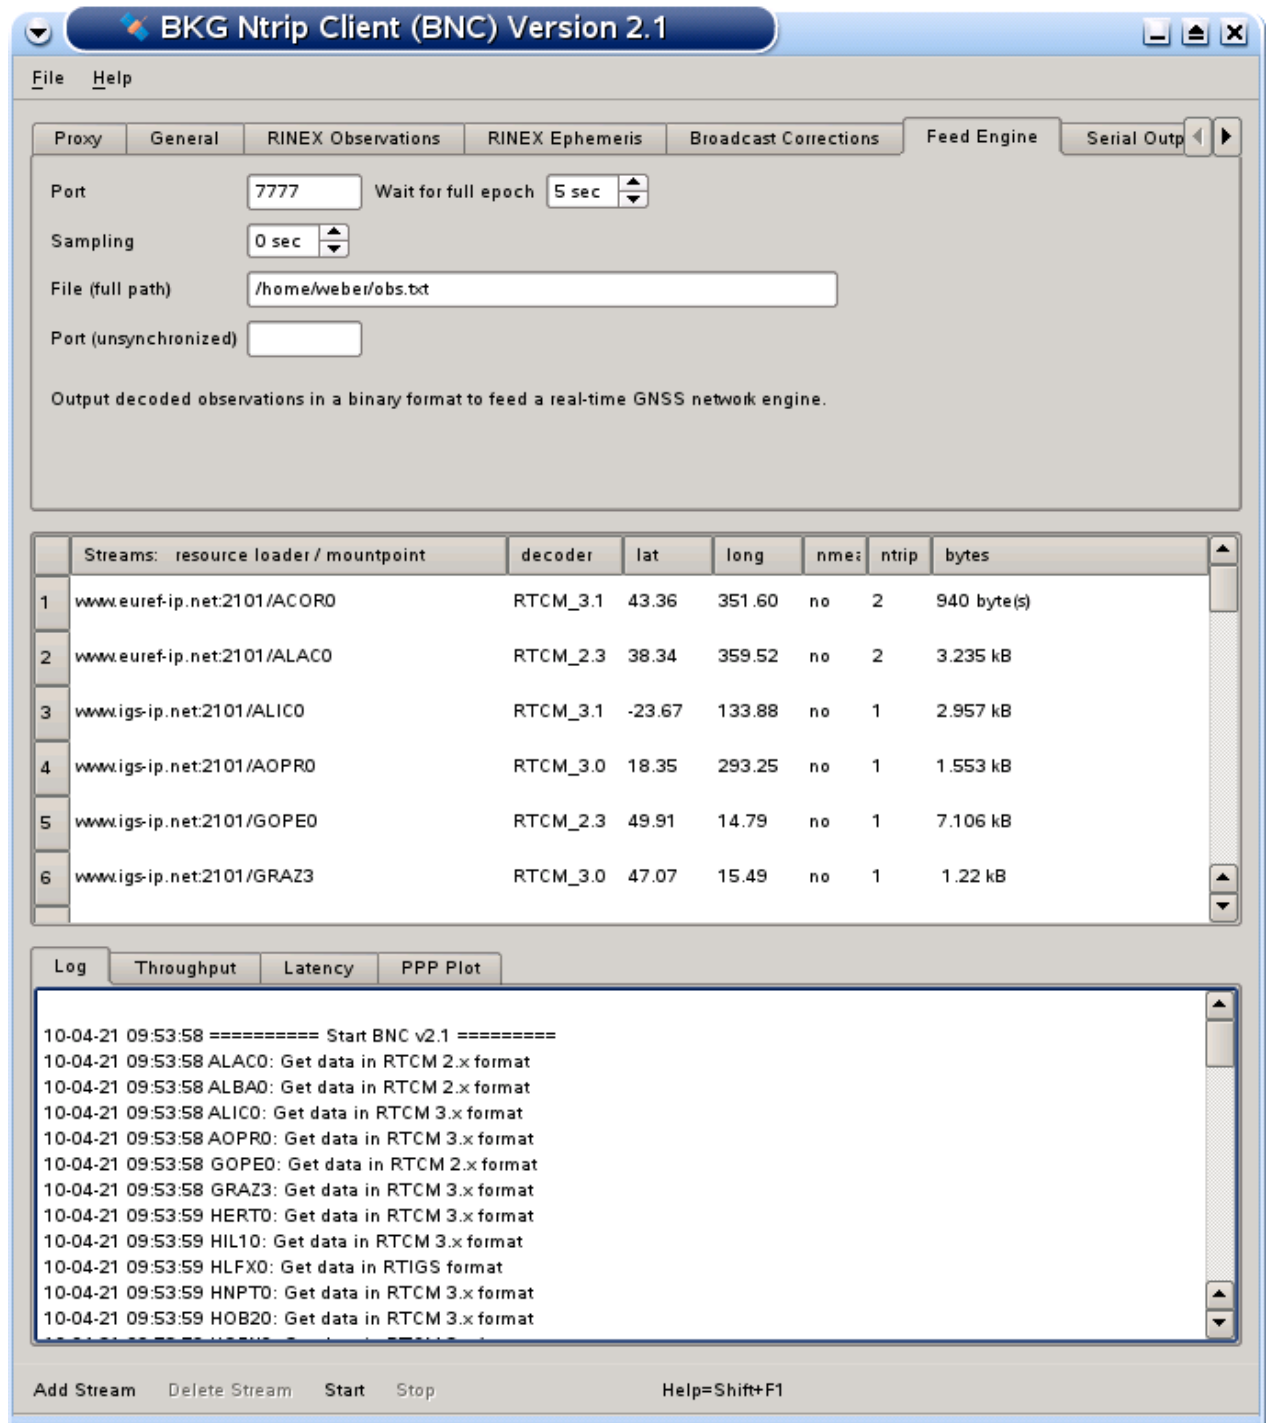 BKG Ntrip Client (BNC) Version 2.1
File Help
Proxy General RINEX Observations RINEX Ephemeris Broadcast Corrections Feed Engine Serial Outp
Port 7777 Wait for full epoch 5 sec
Sampling 0 sec
File (full path) /home/weber/obs.txt
Port (unsynchronized)
Output decoded observations in a binary format to feed a real-time GNSS network engine.
Streams: resource loader / mountpoint decoder lat long nmea ntrip bytes
1 www.euref-ip.net:2101/ACOR0 RTCM_3.1 43.36 351.60 no 2 940 byte(s)
2 www.euref-ip.net:2101/ALAC0 RTCM_2.3 38.34 359.52 no 2 3.235 kB
3 www.igs-ip.net:2101/ALIC0 RTCM_3.1 -23.67 133.88 no 1 2.957 kB
4 www.igs-ip.net:2101/AOPR0 RTCM_3.0 18.35 293.25 no 1 1.553 kB
5 www.igs-ip.net:2101/GOPE0 RTCM_2.3 49.91 14.79 no 1 7.106 kB
6 www.igs-ip.net:2101/GRAZ3 RTCM_3.0 47.07 15.49 no 1 1.22 kB
Log Throughput Latency PPP Plot
10-04-21 09:53:58 ========== Start BNC v2.1 =========
10-04-21 09:53:58 ALAC0: Get data in RTCM 2.x format
10-04-21 09:53:58 ALBA0: Get data in RTCM 2.x format
10-04-21 09:53:58 ALIC0: Get data in RTCM 3.x format
10-04-21 09:53:58 AOPR0: Get data in RTCM 3.x format
10-04-21 09:53:58 GOPE0: Get data in RTCM 2.x format
10-04-21 09:53:58 GRAZ3: Get data in RTCM 3.x format
10-04-21 09:53:59 HERT0: Get data in RTCM 3.x format
10-04-21 09:53:59 HIL10: Get data in RTCM 3.x format
10-04-21 09:53:59 HLFX0: Get data in RTIGS format
10-04-21 09:53:59 HNPT0: Get data in RTCM 3.x format
10-04-21 09:53:59 HOB20: Get data in RTCM 3.x format
Add Stream Delete Stream Start Stop Help=Shift+F1